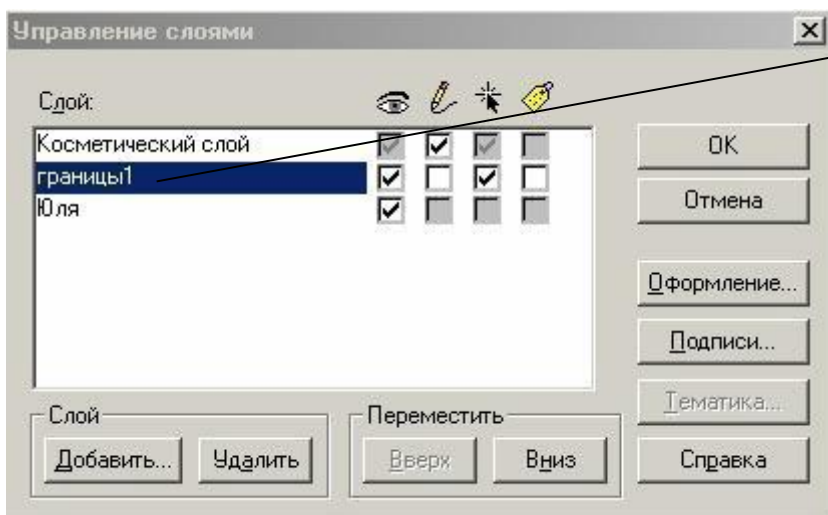 Управление слоями
Слой:
Косметический слой
границы1
Юля
OK
Отмена
Оформление...
Подписи...
Тематика...
Справка
Слой
Добавить...
Удалить
Переместить
Вверх
Вниз